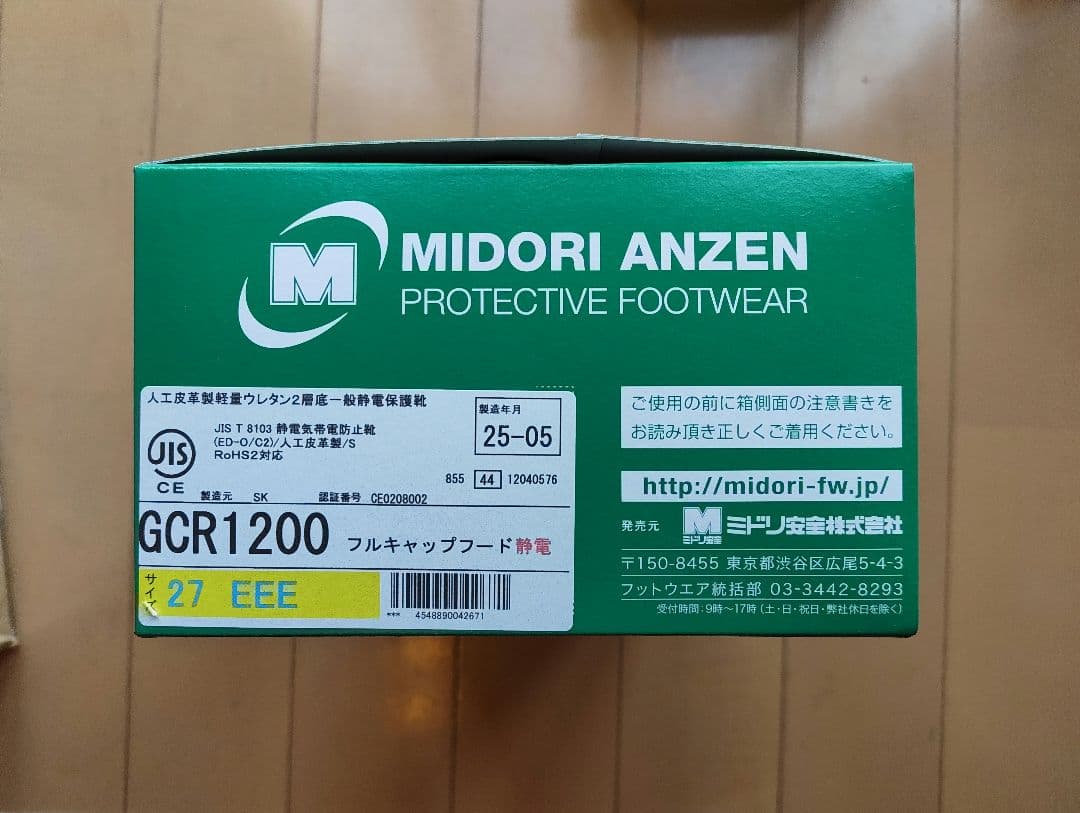 M
MIDORI ANZEN
PROTECTIVE FOOTWEAR
人工皮革製軽量ウレタン2層底一般静電保護靴
JIS
CE
JIS T 8103 静電気帯電防止靴
(ED-O/C2)/人工皮革製/S
RoHS2対応
製造年月
25-05
855 44 12040576
製造元 SK 認証番号 CE0208002
GCR1200 フルキャップフード静電
サイズ 27 EEE
*** 4548890042671
ご使用の前に箱側面の注意書きを
お読み頂き正しくご着用ください。
http://midori-fw.jp/
発売元 M ミドリ安全 ミドリ安全株式会社
〒150-8455 東京都渋谷区広尾5-4-3
フットウエア統括部 03-3442-8293
受付時間:9時〜17時(土・日・祝日・弊社休日を除く)